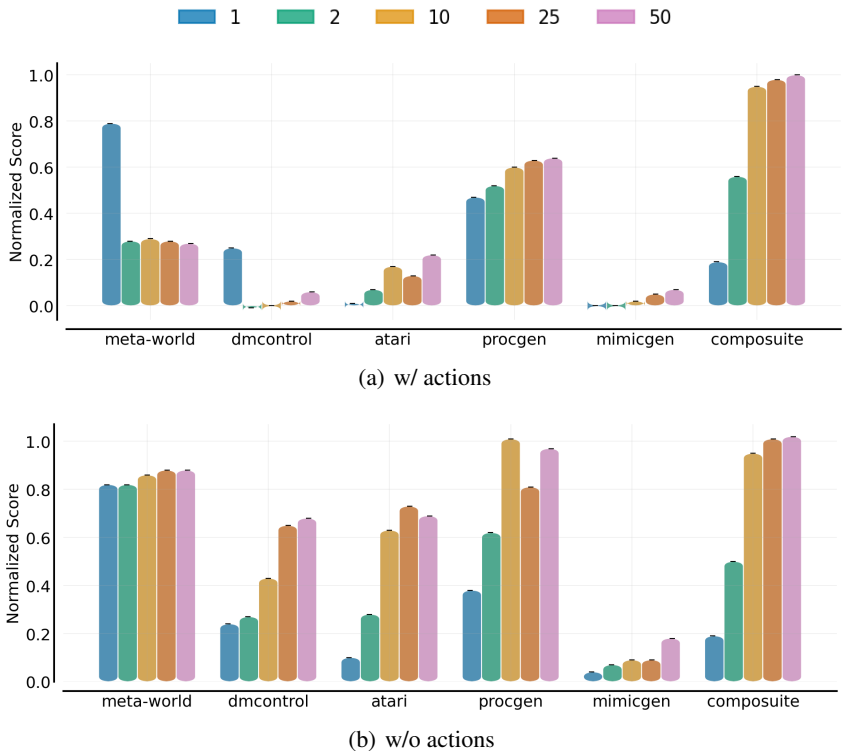 1 2 10 25 50
1.0
0.8
0.6
0.4
0.2
0.0
Normalized Score
meta-world dmcontrol atari procgen mimicgen composuite
(a) w/ actions
1.0
0.8
0.6
0.4
0.2
0.0
Normalized Score
meta-world dmcontrol atari procgen mimicgen composuite
(b) w/o actions